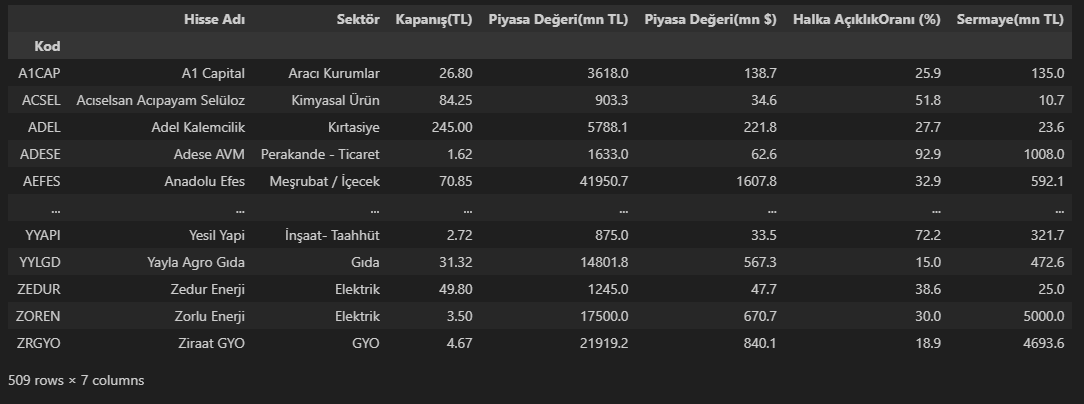 Hisse Adı Sektör Kapanış(TL) Piyasa Değeri(mn TL) Piyasa Değeri(mn $) Halka AçıklıkOranı (%) Sermaye(mn TL)
Kod
A1CAP A1 Capital Aracı Kurumlar 26.80 3618.0 138.7 25.9 135.0
ACSEL Acıselsan Acıpayam Selüloz Kimyasal Ürün 84.25 903.3 34.6 51.8 10.7
ADEL Adel Kalemcilik Kırtasiye 245.00 5788.1 221.8 27.7 23.6
ADESE Adese AVM Perakande - Ticaret 1.62 1633.0 62.6 92.9 1008.0
AEFES Anadolu Efes Meşrubat / İçecek 70.85 41950.7 1607.8 32.9 592.1
... ... ... ... ... ... ... ...
YYAPI Yesil Yapi İnşaat- Taahhüt 2.72 875.0 33.5 72.2 321.7
YYLGD Yayla Agro Gıda Gıda 31.32 14801.8 567.3 15.0 472.6
ZEDUR Zedur Enerji Elektrik 49.80 1245.0 47.7 38.6 25.0
ZOREN Zorlu Enerji Elektrik 3.50 17500.0 670.7 30.0 5000.0
ZRGYO Ziraat GYO GYO 4.67 21919.2 840.1 18.9 4693.6
509 rows × 7 columns